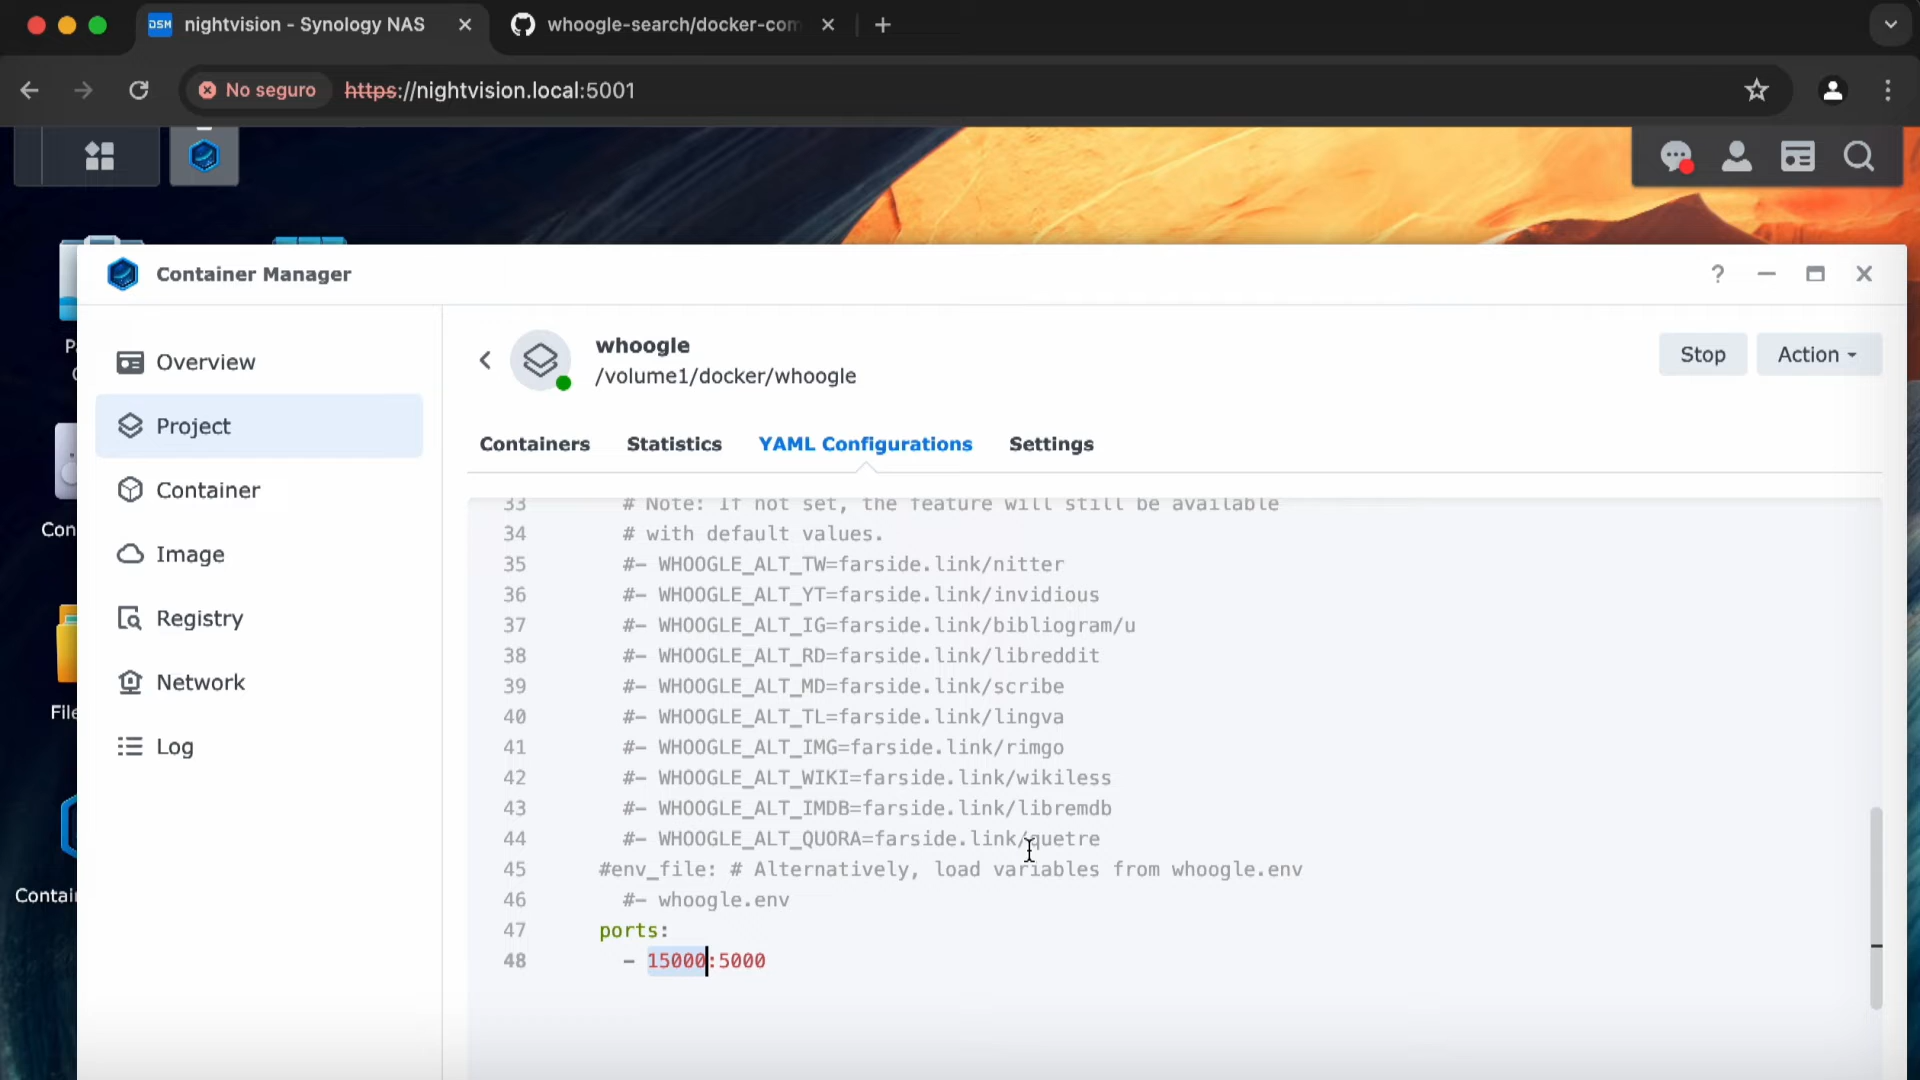 DSM nightvision - Synology NAS
whoogle-search/docker-com
No seguro https://nightvision.local:5001
Container Manager
?
Overview
Project
Container
Image
Registry
Network
Log
whoogle
/volume1/docker/whoogle
Stop
Action
Containers
Statistics
YAML Configurations
Settings
33 # Note: If not set, the feature will still be available
34 # with default values.
35 #- WHOOGLE_ALT_TW=farside.link/nitter
36 #- WHOOGLE_ALT_YT=farside.link/invidious
37 #- WHOOGLE_ALT_IG=farside.link/bibliogram/u
38 #- WHOOGLE_ALT_RD=farside.link/libreddit
39 #- WHOOGLE_ALT_MD=farside.link/scribe
40 #- WHOOGLE_ALT_TL=farside.link/lingva
41 #- WHOOGLE_ALT_IMG=farside.link/rimgo
42 #- WHOOGLE_ALT_WIKI=farside.link/wikiless
43 #- WHOOGLE_ALT_IMDB=farside.link/libremdb
44 #- WHOOGLE_ALT_QUORA=farside.link/quetre
45 #env_file: # Alternatively, load variables from whoogle.env
46 #- whoogle.env
47 ports:
48 - 15000:5000
Con
File
Contai